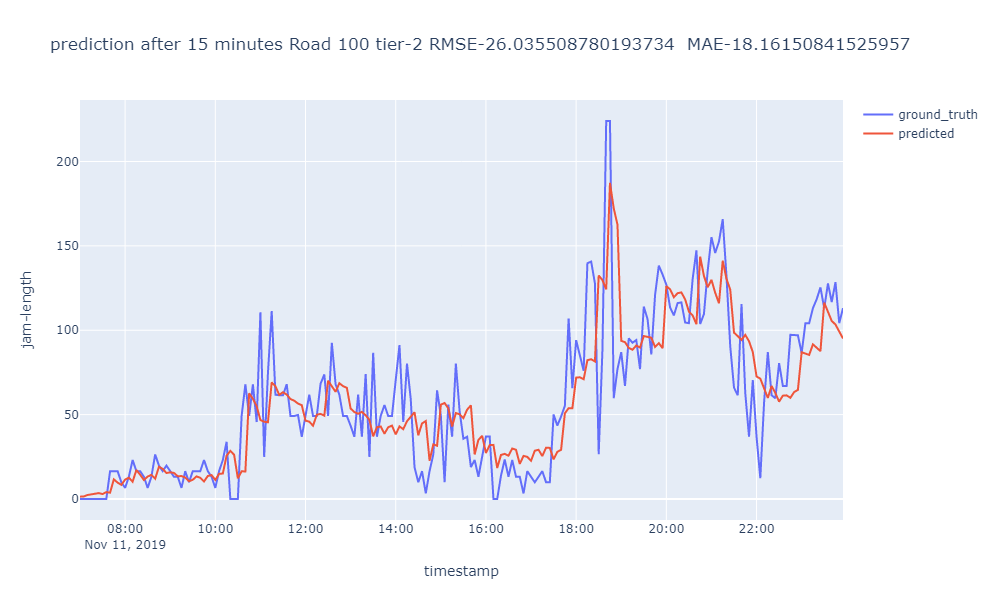 prediction after 15 minutes Road 100 tier-2 RMSE-26.035508780193734  MAE-18.16150841525957
ground_truth
predicted
200
150
100
50
0
jam-length
08:00
10:00
12:00
14:00
16:00
18:00
20:00
22:00
Nov 11, 2019
timestamp